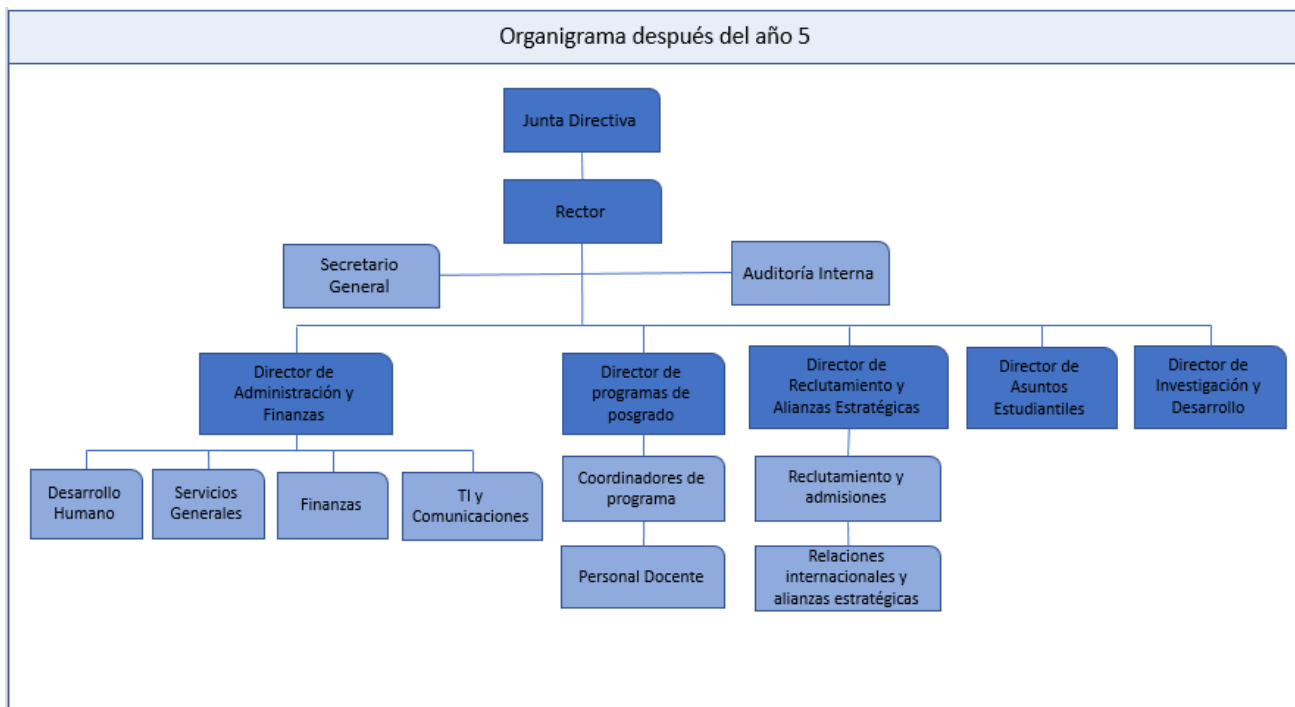 Organigrama después del año 5
Junta Directiva
Rector
Secretario
General
Auditoría Interna
Director de
Administración y
Finanzas
Director de
programas de
posgrado
Director de
Reclutamiento y
Alianzas Estratégicas
Director de
Asuntos
Estudiantiles
Director de
Investigación y
Desarrollo
Desarrollo
Humano
Servicios
Generales
Finanzas
TI y
Comunicaciones
Coordinadores de
programa
Reclutamiento y
admisiones
Personal Docente
Relaciones
internacionales y
alianzas estratégicas